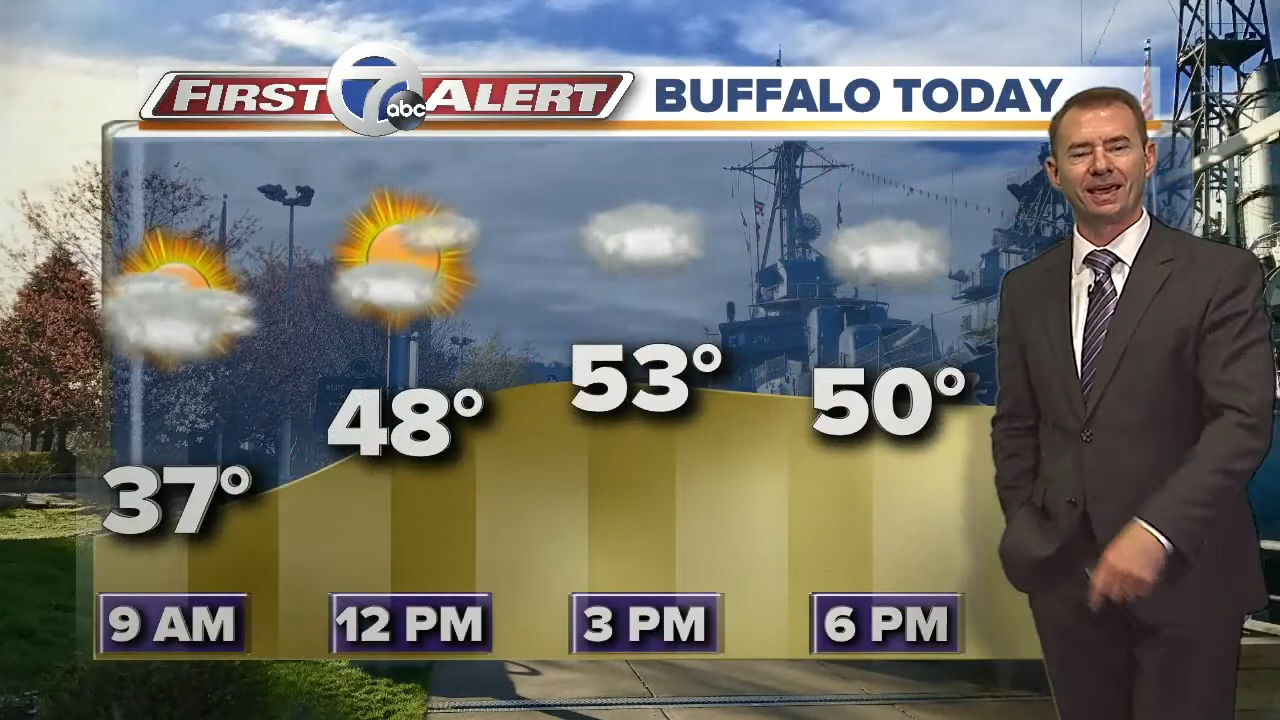 FIRST 7 abc ALERT
BUFFALO TODAY
37° 48° 53° 50°
9 AM 12 PM 3 PM 6 PM